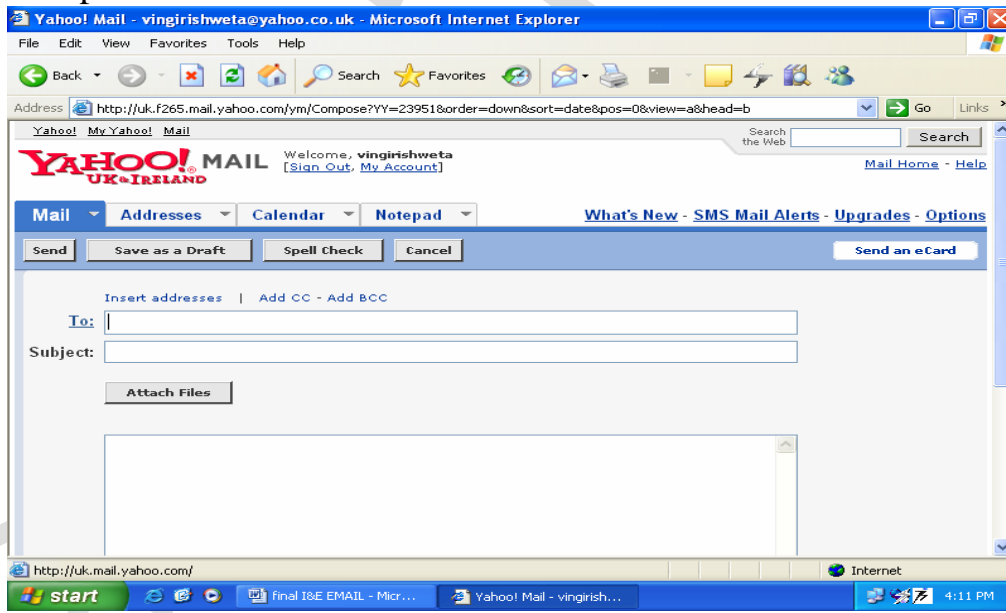 Yahoo! Mail - vingirishweta@yahoo.co.uk - Microsoft Internet Explorer
File Edit View Favorites Tools Help
Back Search Favorites
Address http://uk.f265.mail.yahoo.com/ym/Compose?YY=23951&order=down&sort=date&pos=0&view=a&head=b Go Links
Yahoo! My Yahoo! Mail Search the Web Search
YAHOO! MAIL UK & IRELAND
Welcome, vingirishweta
[Sign Out, My Account] Mail Home - Help
Mail Addresses Calendar Notepad What's New - SMS Mail Alerts - Upgrades - Options
Send Save as a Draft Spell Check Cancel Send an eCard
Insert addresses | Add CC - Add BCC
To:
Subject:
Attach Files
http://uk.mail.yahoo.com/ Internet
start final I&E EMAIL - Micr... Yahoo! Mail - vingirish... 4:11 PM